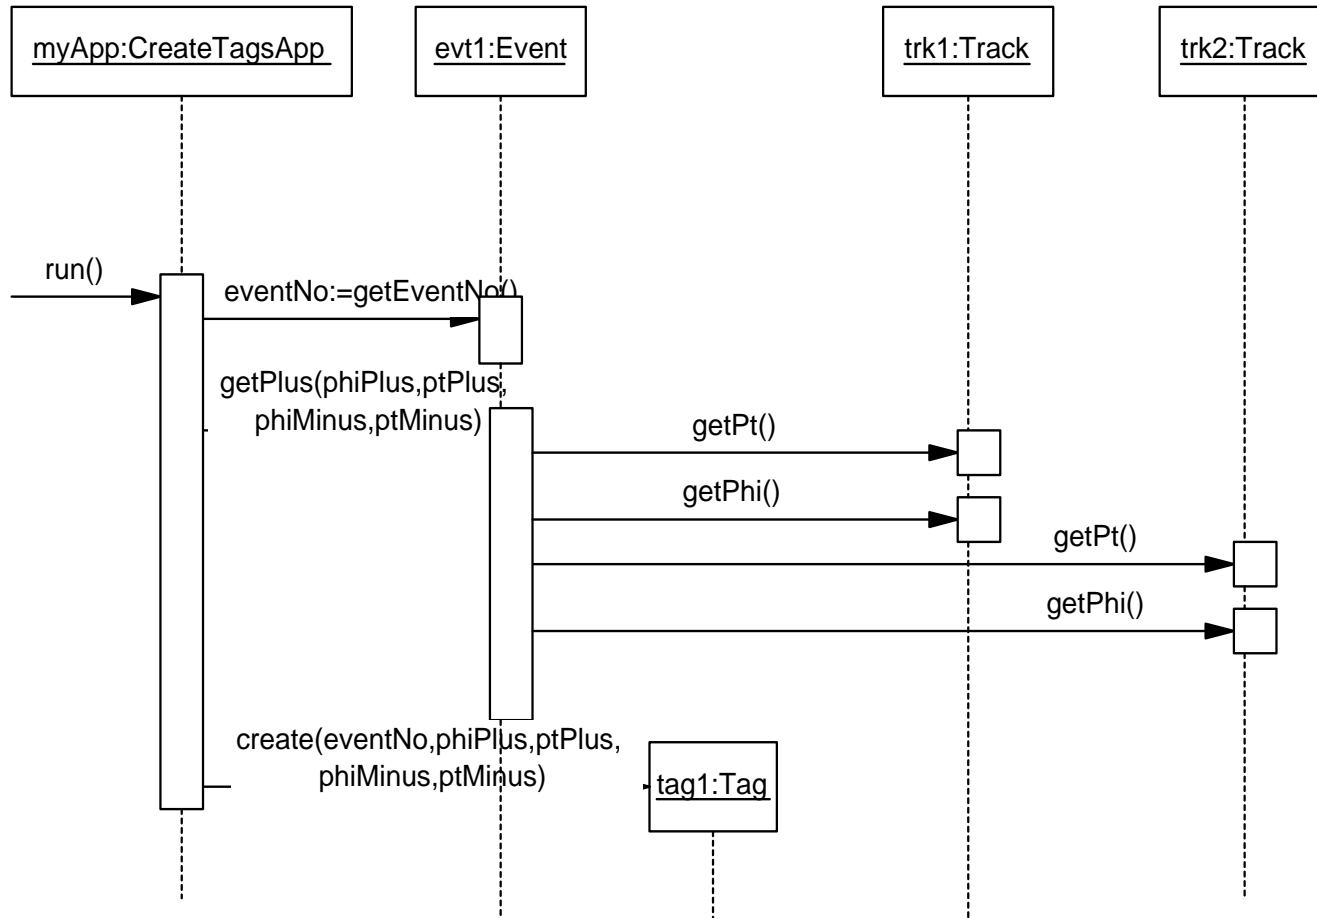 myApp:CreateTagsApp
evt1:Event
trk1:Track
trk2:Track
run()
eventNo:=getEventNo()
getPlus(phiPlus,ptPlus,
phiMinus,ptMinus)
getPt()
getPhi()
getPt()
getPhi()
create(eventNo,phiPlus,ptPlus,
phiMinus,ptMinus)
tag1:Tag